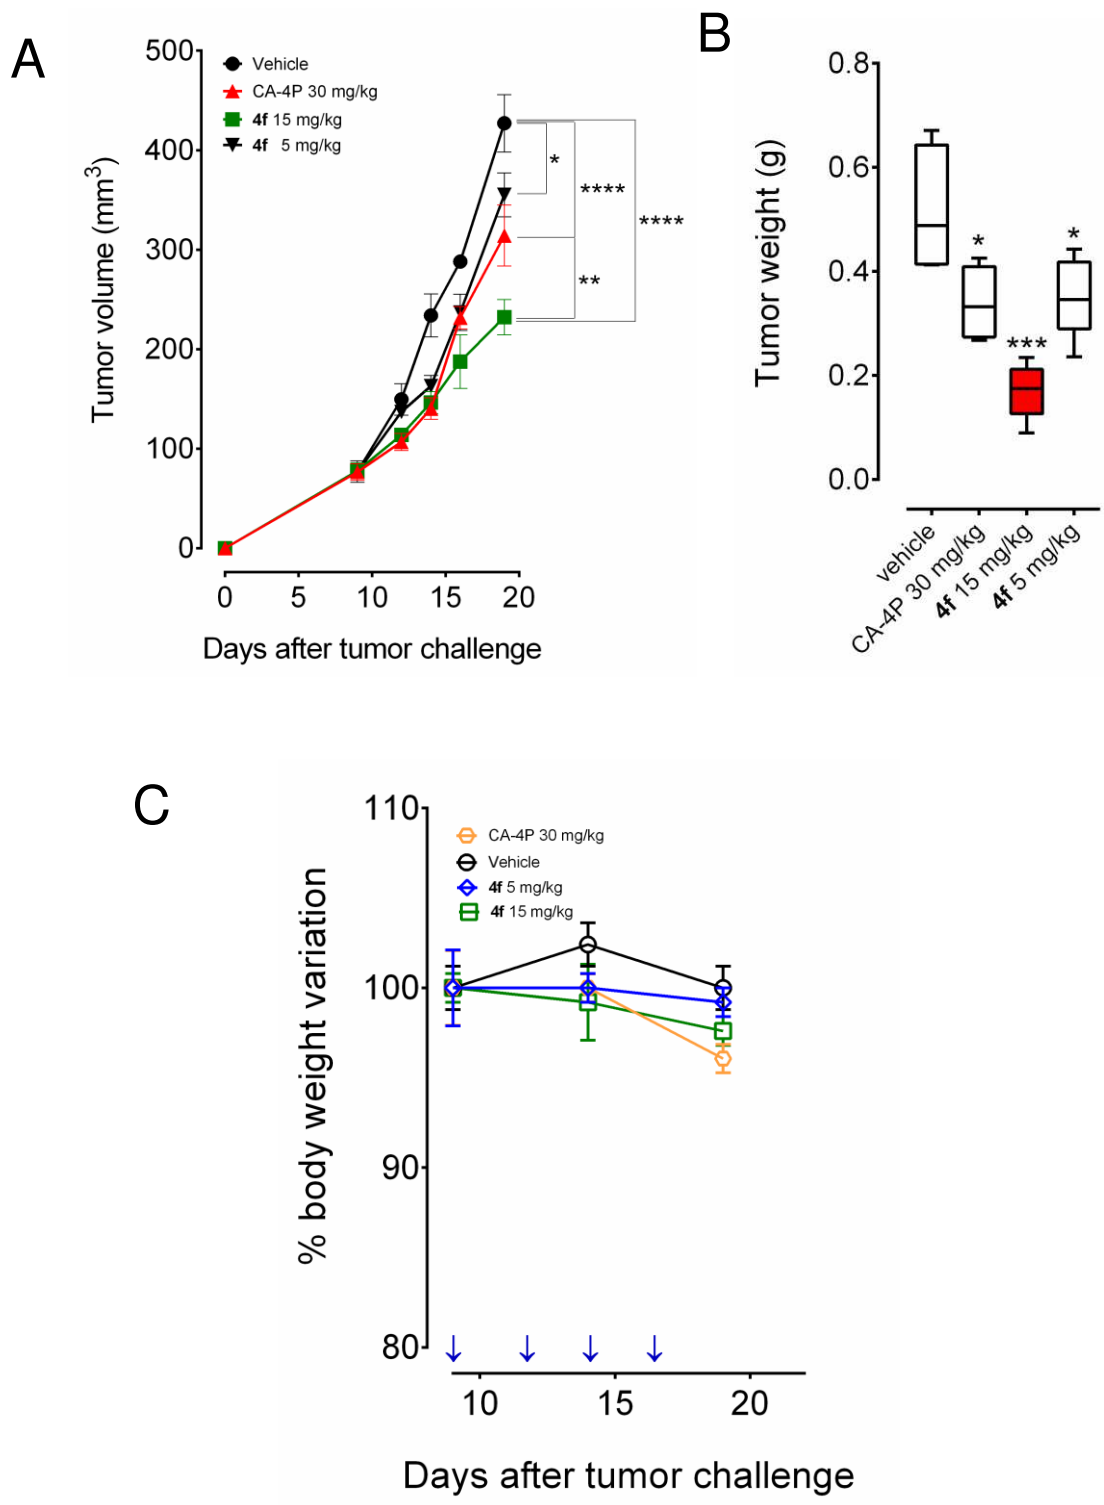 A
500
400
300
200
100
0
Tumor volume (mm3)
Vehicle
CA-4P 30 mg/kg
4f 15 mg/kg
4f 5 mg/kg
*
****
****
**
0 5 10 15 20
Days after tumor challenge
B
0.8
0.6
0.4
0.2
0.0
Tumor weight (g)
*
***
*
vehicle
CA-4P 30 mg/kg
4f 15 mg/kg
4f 5 mg/kg
C
110
100
90
80
% body weight variation
CA-4P 30 mg/kg
Vehicle
4f 5 mg/kg
4f 15 mg/kg
10 15 20
Days after tumor challenge